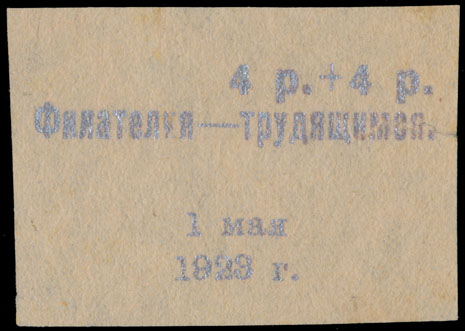 4 р.+4 р.
Филателия—трудящимся.
1 мая
1923 г.